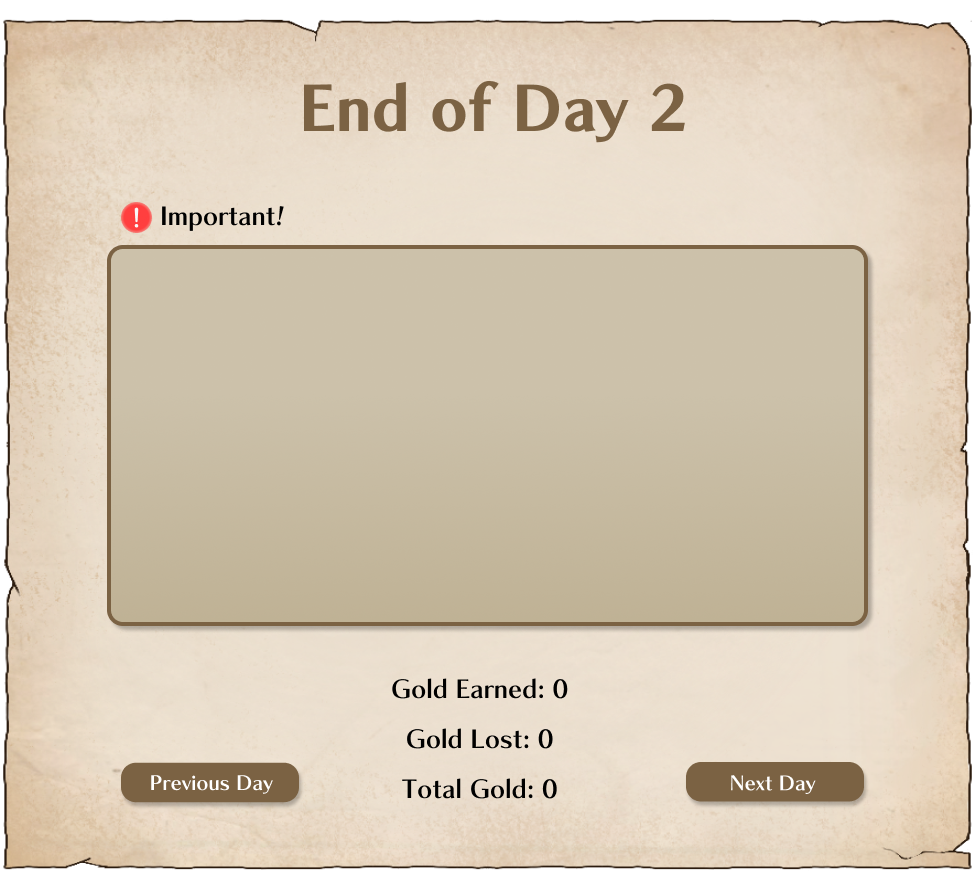 End of Day 2
! Important!
Gold Earned: 0
Gold Lost: 0
Total Gold: 0
Previous Day
Next Day